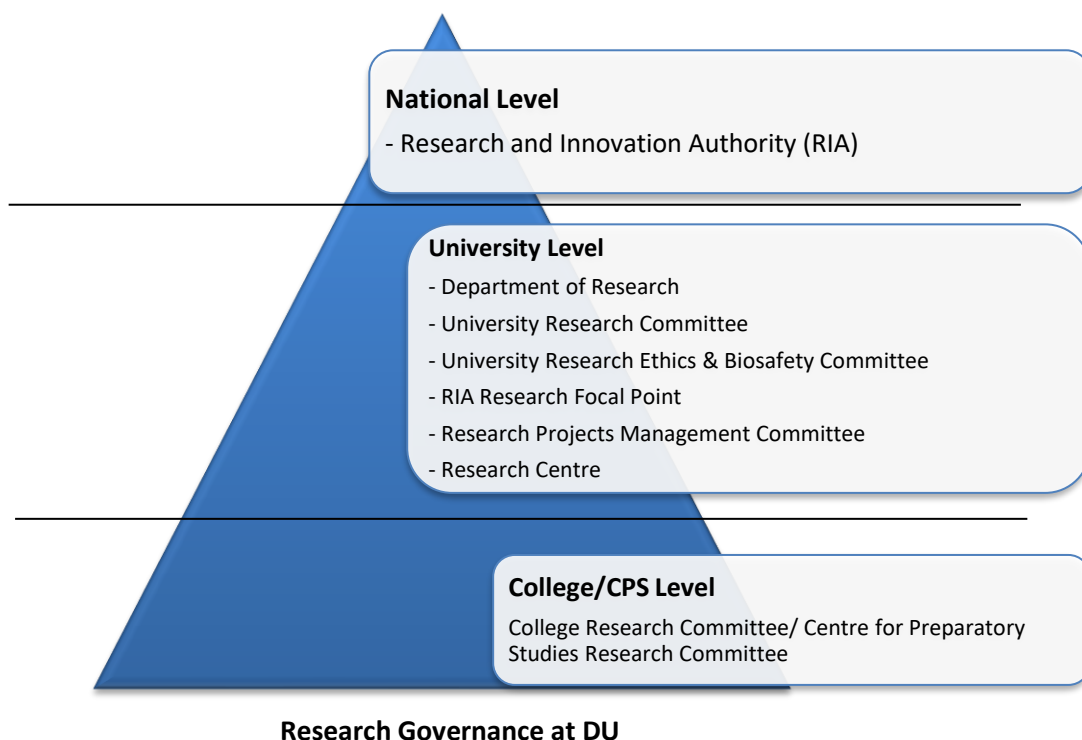 National Level
- Research and Innovation Authority (RIA)
University Level
- Department of Research
- University Research Committee
- University Research Ethics & Biosafety Committee
- RIA Research Focal Point
- Research Projects Management Committee
- Research Centre
College/CPS Level
College Research Committee/ Centre for Preparatory
Studies Research Committee
Research Governance at DU